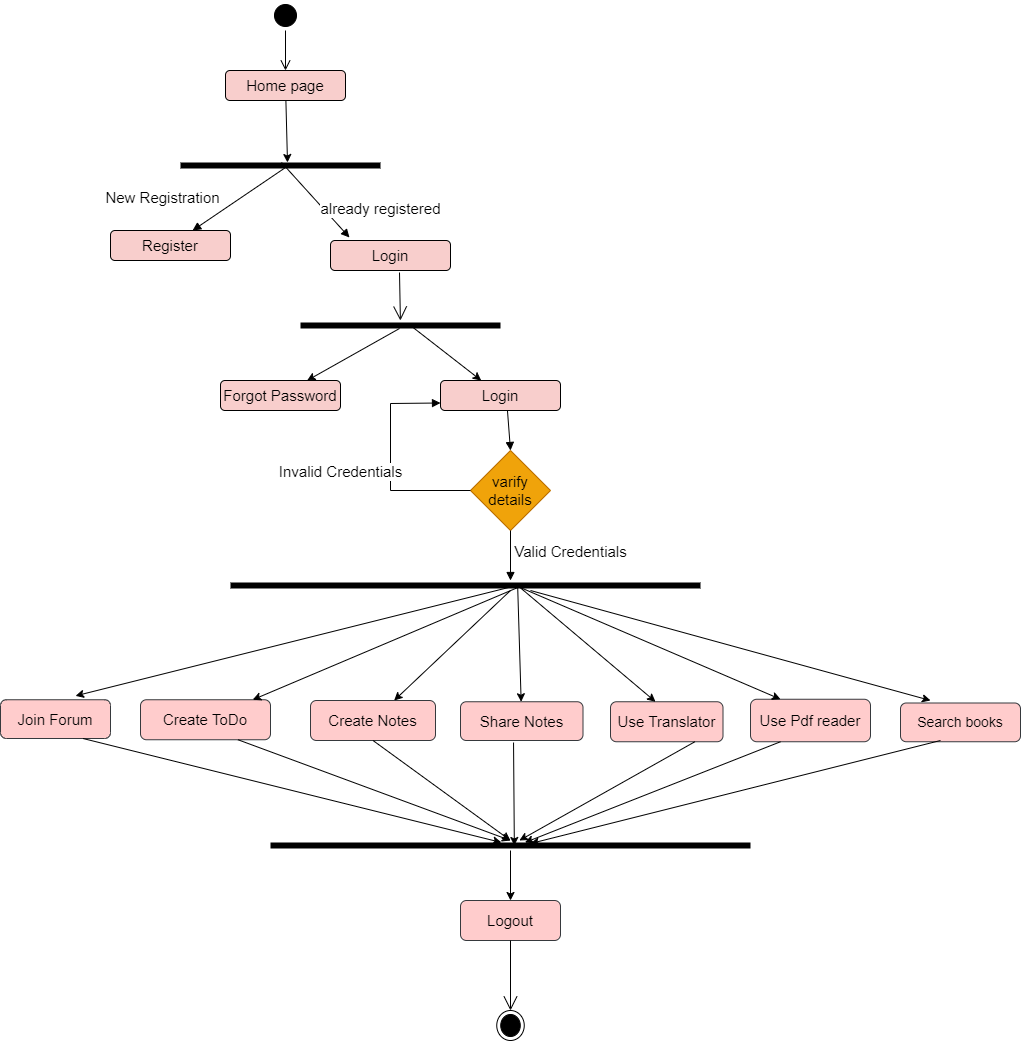 Home page
New Registration
already registered
Register
Login
Forgot Password
Login
Invalid Credentials
varify
details
Valid Credentials
Join Forum
Create ToDo
Create Notes
Share Notes
Use Translator
Use Pdf reader
Search books
Logout